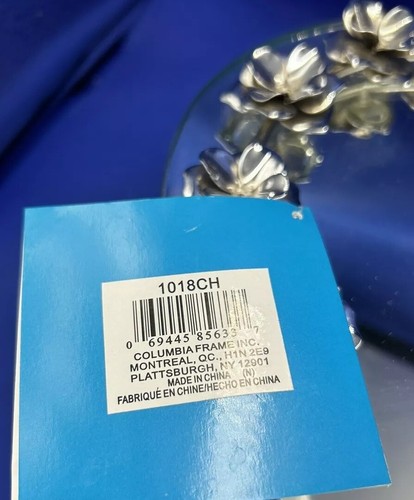 1018CH
0 69445 85633 7
COLUMBIA FRAME INC.
MONTREAL, QC., H1N 2E9
PLATTSBURGH, NY 12901
MADE IN CHINA (N)
FABRIQUÉ EN CHINE/HECHO EN CHINA